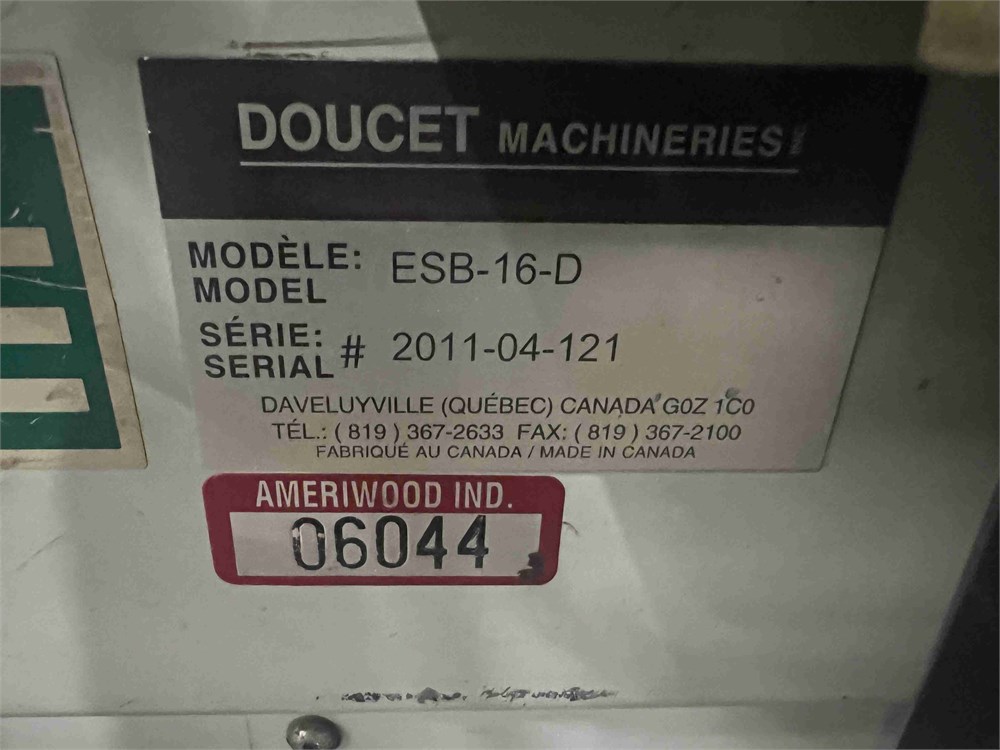 DOUCET MACHINERIES INC.
MODÈLE: ESB-16-D
MODEL
SÉRIE: # 2011-04-121
SERIAL
DAVELUYVILLE (QUÉBEC) CANADA G0Z 1C0
TÉL.: ( 819 ) 367-2633 FAX: ( 819 ) 367-2100
FABRIQUÉ AU CANADA / MADE IN CANADA
AMERIWOOD IND.
06044